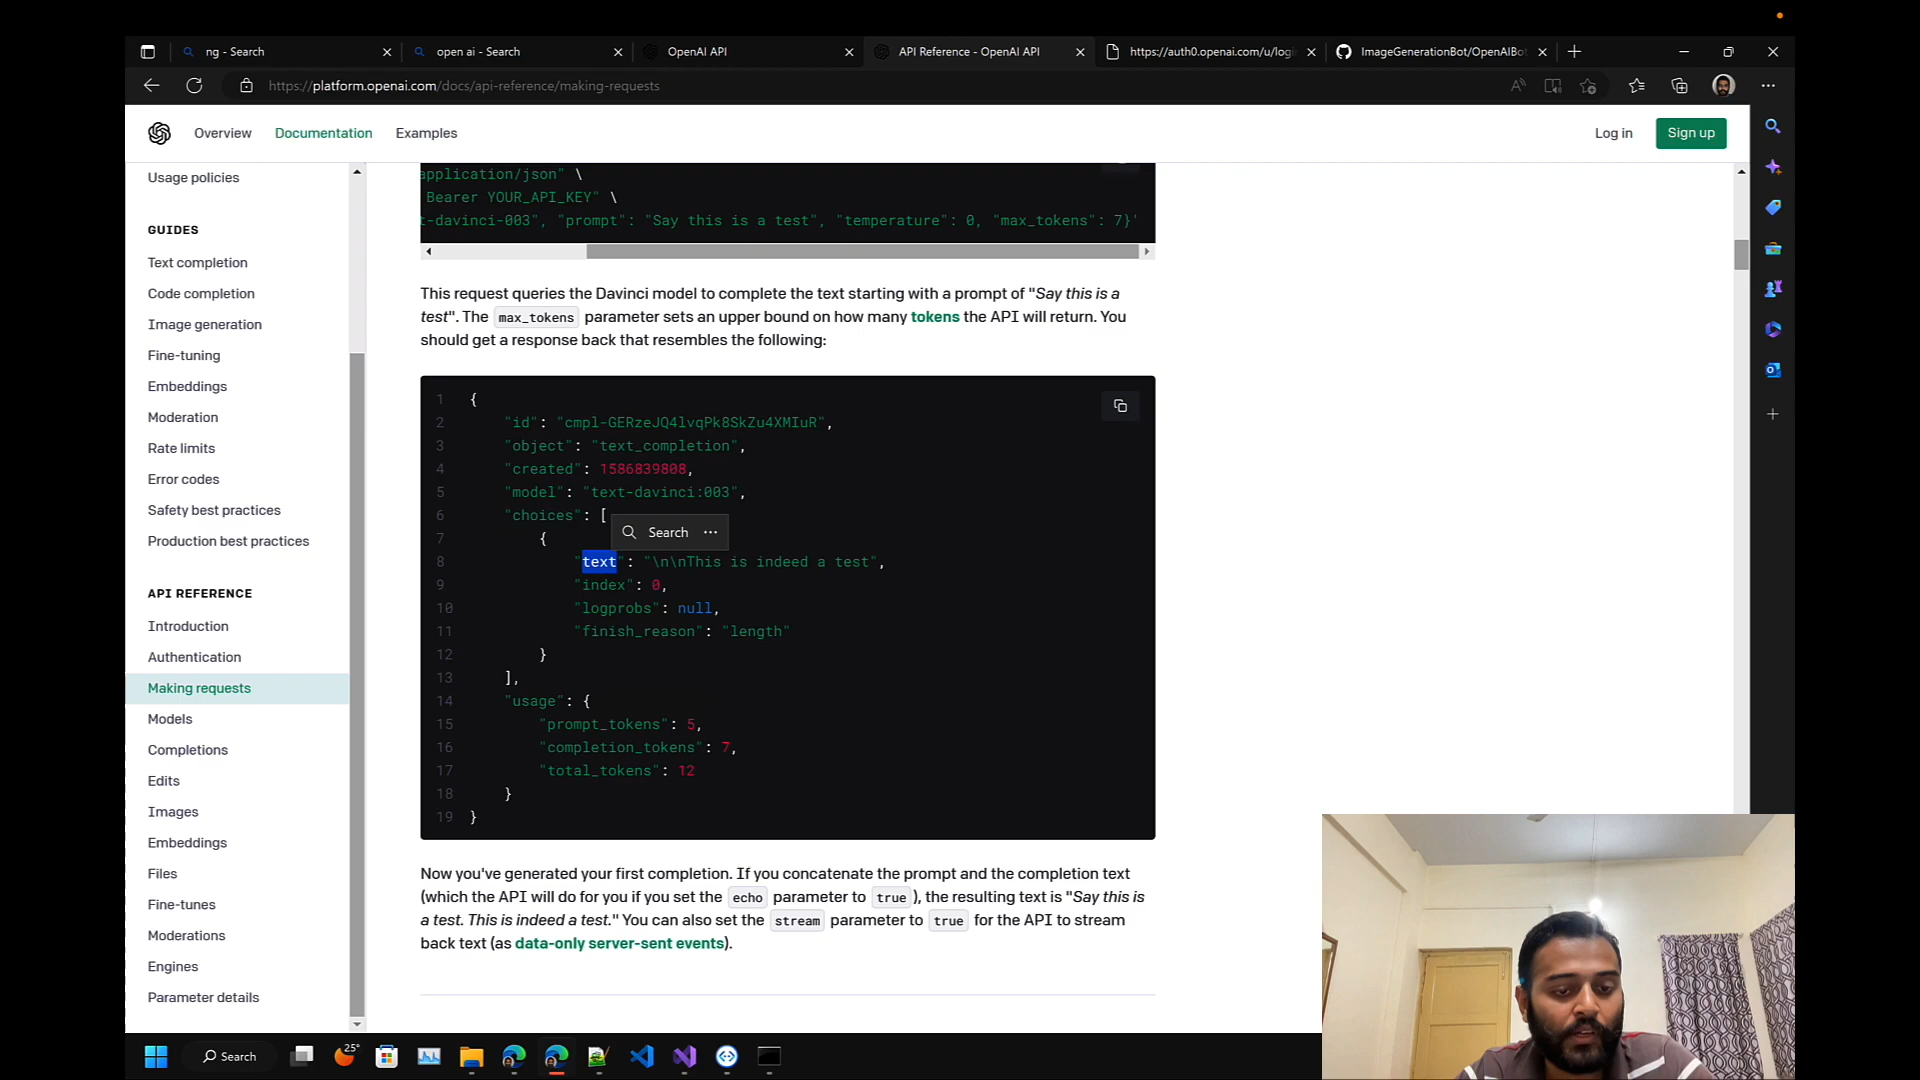 ng - Search
open ai - Search
OpenAI API
API Reference - OpenAI API
https://auth0.openai.com/u/logi
ImageGenerationBot/OpenAIBot
https://platform.openai.com/docs/api-reference/making-requests
Overview
Documentation
Examples
Log in
Sign up
Usage policies
GUIDES
Text completion
Code completion
Image generation
Fine-tuning
Embeddings
Moderation
Rate limits
Error codes
Safety best practices
Production best practices
API REFERENCE
Introduction
Authentication
Making requests
Models
Completions
Edits
Images
Embeddings
Files
Fine-tunes
Moderations
Engines
Parameter details
application/json" \
Bearer YOUR_API_KEY" \
t-davinci-003", "prompt": "Say this is a test", "temperature": 0, "max_tokens": 7}'
This request queries the Davinci model to complete the text starting with a prompt of "Say this is a
test". The max_tokens parameter sets an upper bound on how many tokens the API will return. You
should get a response back that resembles the following:
1 {
2 "id": "cmpl-GERzeJQ4lvqPk8SkZu4XMIuR",
3 "object": "text_completion",
4 "created": 1586839808,
5 "model": "text-davinci:003",
6 "choices": [
7 {
Search ...
8 "text": "\n\nThis is indeed a test",
9 "index": 0,
10 "logprobs": null,
11 "finish_reason": "length"
12 }
13 ],
14 "usage": {
15 "prompt_tokens": 5,
16 "completion_tokens": 7,
17 "total_tokens": 12
18 }
19 }
Now you've generated your first completion. If you concatenate the prompt and the completion text
(which the API will do for you if you set the echo parameter to true ), the resulting text is "Say this is
a test. This is indeed a test." You can also set the stream parameter to true for the API to stream
back text (as data-only server-sent events).
Search
25°